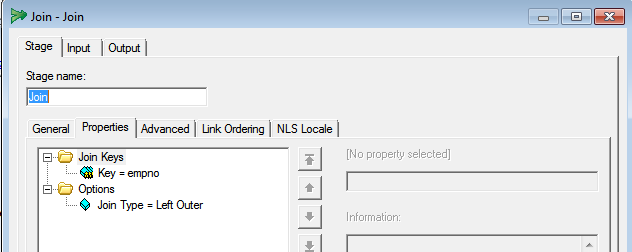 Join - Join
Stage Input Output
Stage name:
Join
General Properties Advanced Link Ordering NLS Locale
Join Keys
Key = empno
Options
Join Type = Left Outer
[No property selected]
Information: